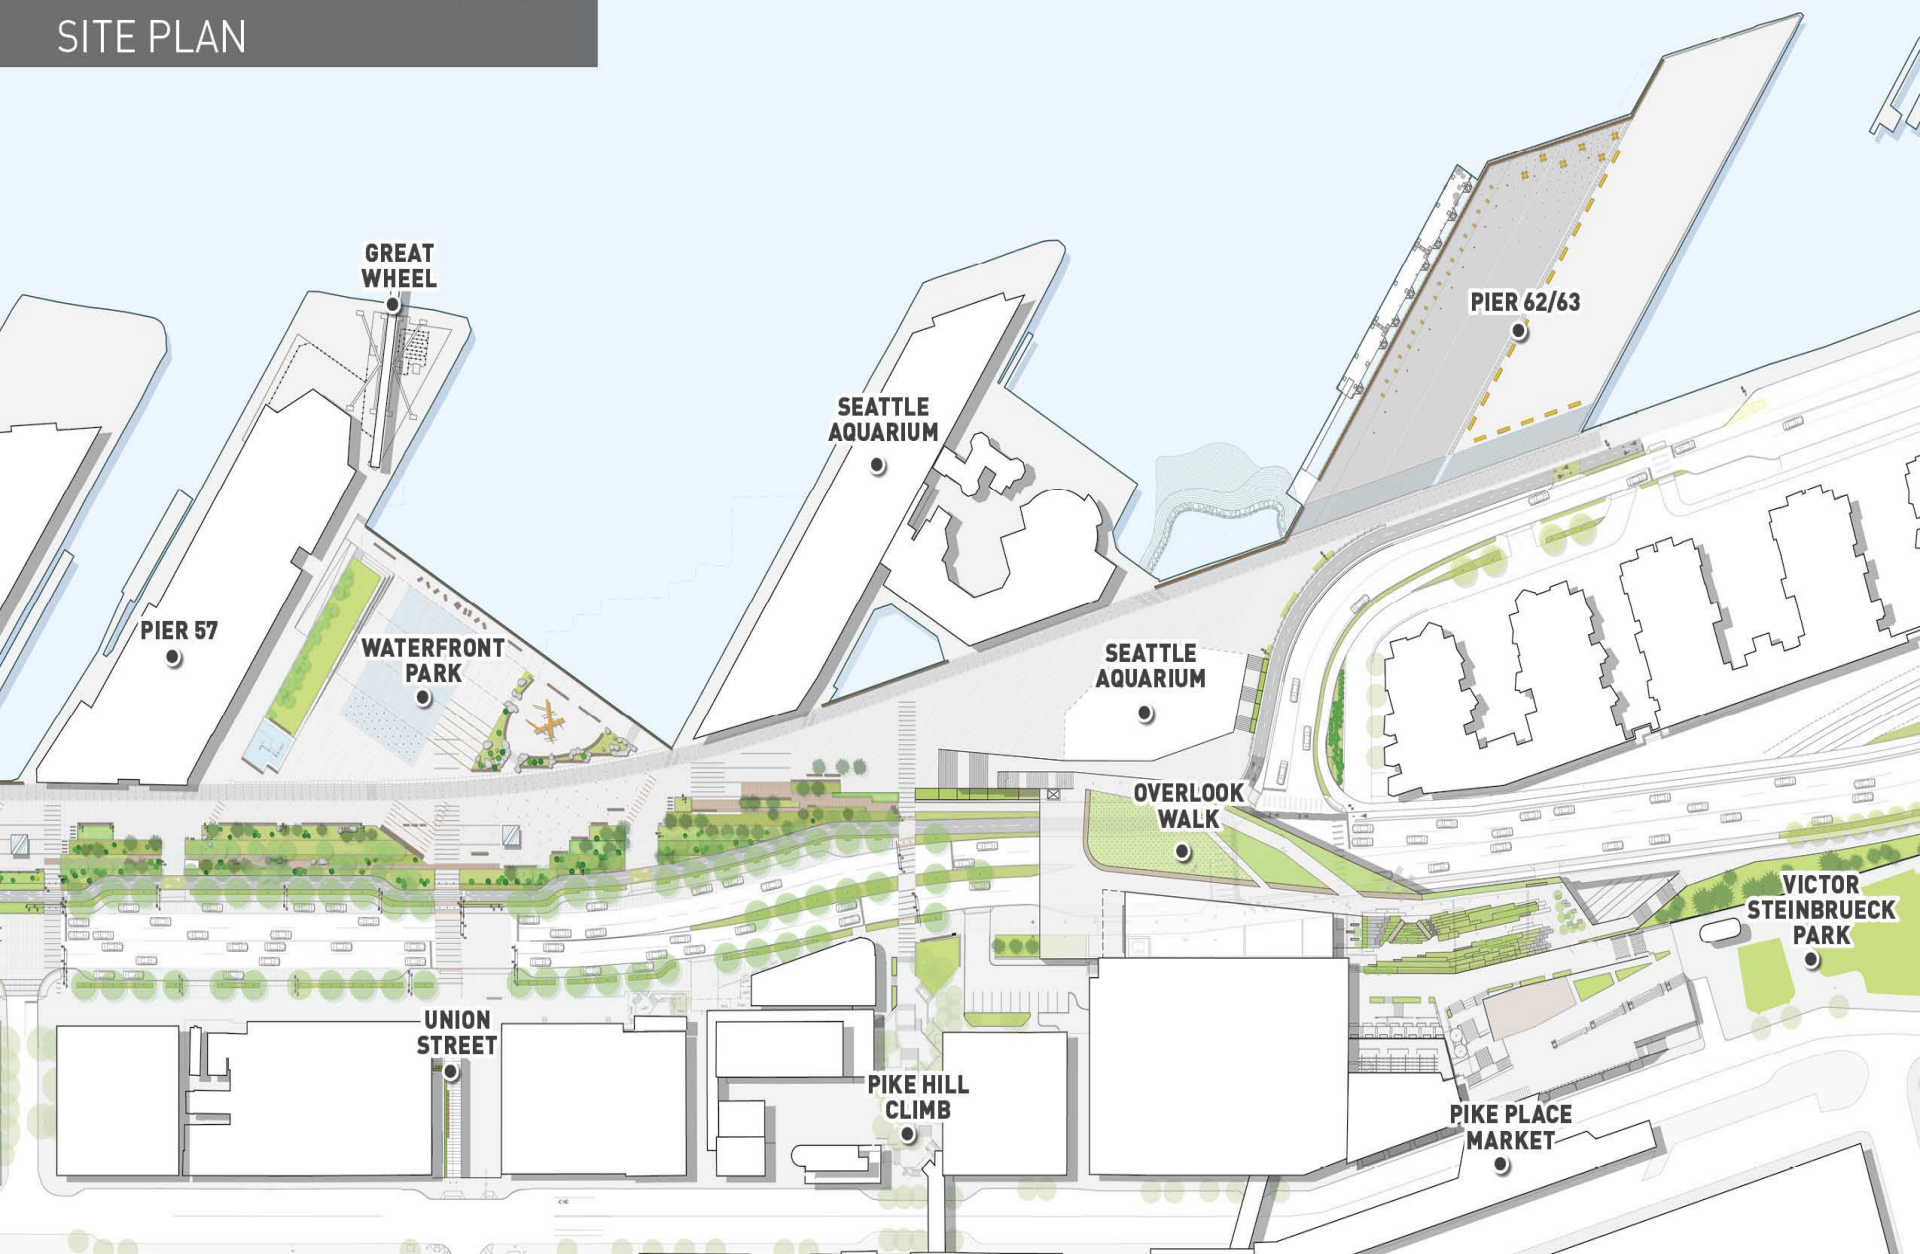 SITE PLAN
GREAT
WHEEL
PIER 62/63
SEATTLE
AQUARIUM
PIER 57
WATERFRONT
PARK
SEATTLE
AQUARIUM
OVERLOOK
WALK
VICTOR
STEINBRUECK
PARK
UNION
STREET
PIKE HILL
CLIMB
PIKE PLACE
MARKET